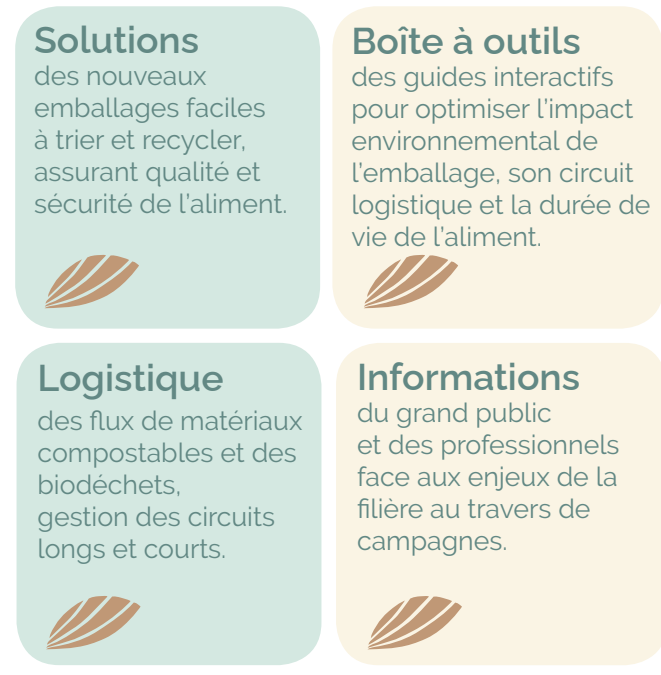 Solutions
des nouveaux
emballages faciles
à trier et recycler,
assurant qualité et
sécurité de l'aliment.
Boîte à outils
des guides interactifs
pour optimiser l'impact
environnemental de
l'emballage, son circuit
logistique et la durée de
vie de l'aliment.
Logistique
des flux de matériaux
compostables et des
biodéchets,
gestion des circuits
longs et courts.
Informations
du grand public
et des professionnels
face aux enjeux de la
filière au travers de
campagnes.